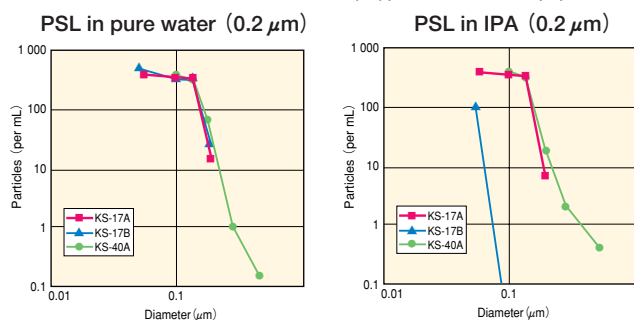 PSL in pure water (0.2 μm)
1 000
100
10
1
0.1
0.01
0.1
Particles (per mL)
Diameter (μm)
KS-17A
KS-17B
KS-40A
PSL in IPA (0.2 μm)
1 000
100
10
1
0.1
0.01
0.1
Particles (per mL)
Diameter (μm)
KS-17A
KS-17B
KS-40A